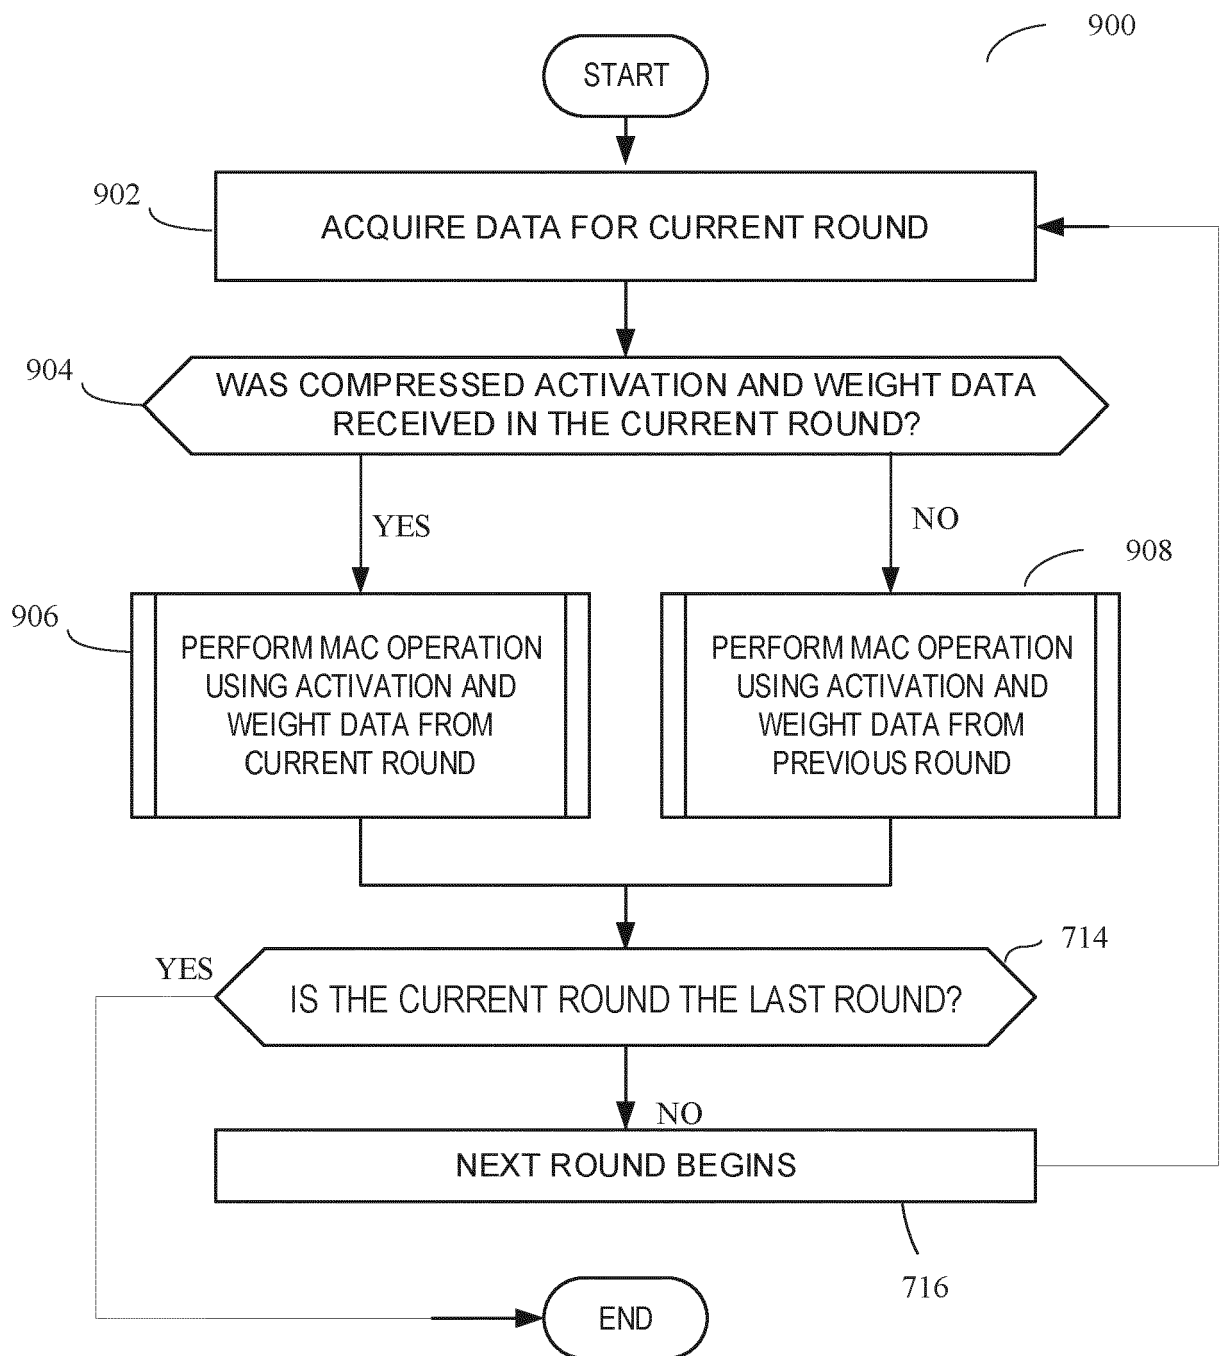 900
START
902
ACQUIRE DATA FOR CURRENT ROUND
904
WAS COMPRESSED ACTIVATION AND WEIGHT DATA
RECEIVED IN THE CURRENT ROUND?
YES
NO
908
906
PERFORM MAC OPERATION
USING ACTIVATION AND
WEIGHT DATA FROM
CURRENT ROUND
PERFORM MAC OPERATION
USING ACTIVATION AND
WEIGHT DATA FROM
PREVIOUS ROUND
714
YES
IS THE CURRENT ROUND THE LAST ROUND?
NO
NEXT ROUND BEGINS
716
END